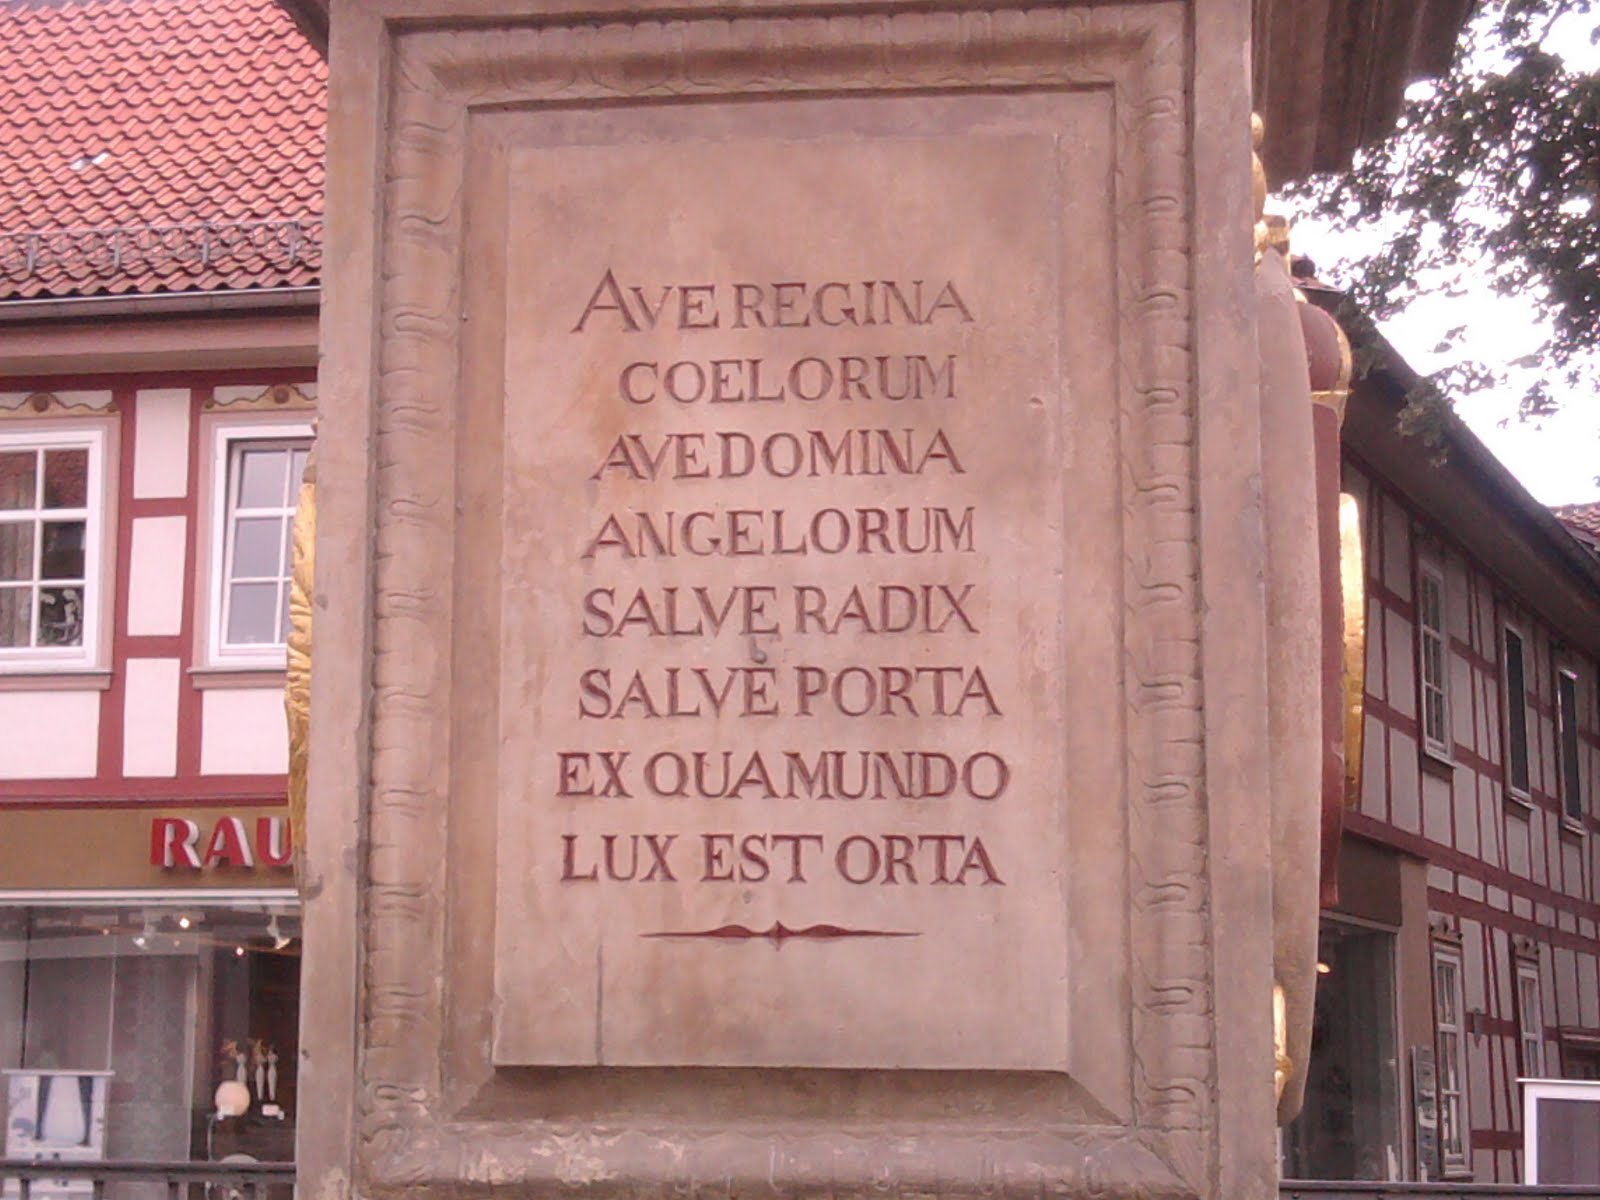 AVE REGINA
COELORUM
AVE DOMINA
ANGELORUM
SALVE RADIX
SALVE PORTA
EX QUA MUNDO
LUX EST ORTA
RAU